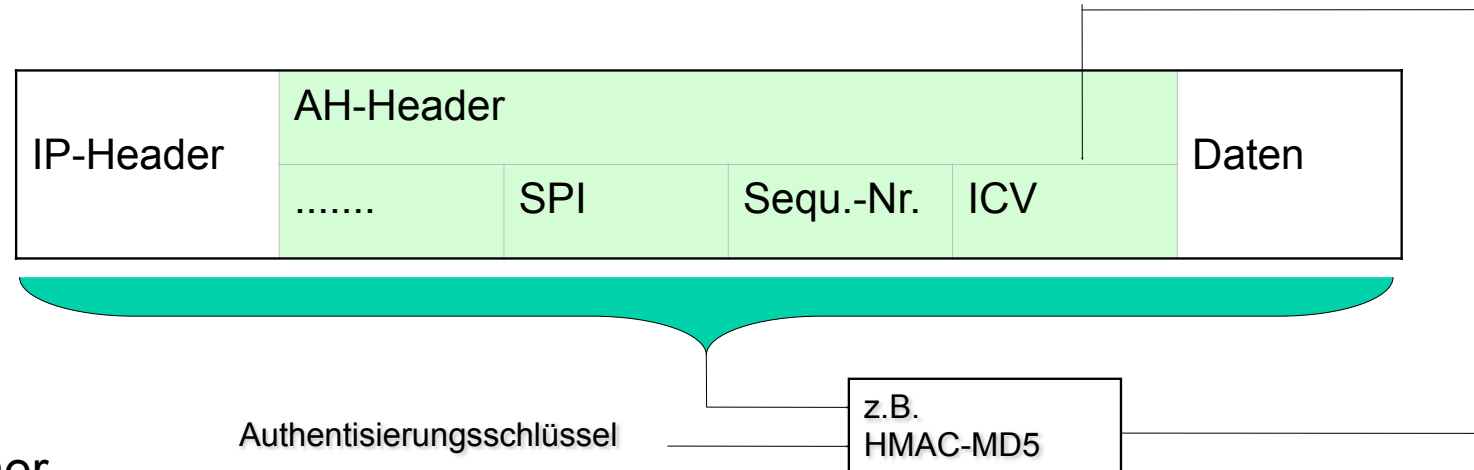 IP-Header
AH-Header
.......
SPI
Sequ.-Nr.
ICV
Daten
Authentisierungsschlüssel
z.B.
HMAC-MD5